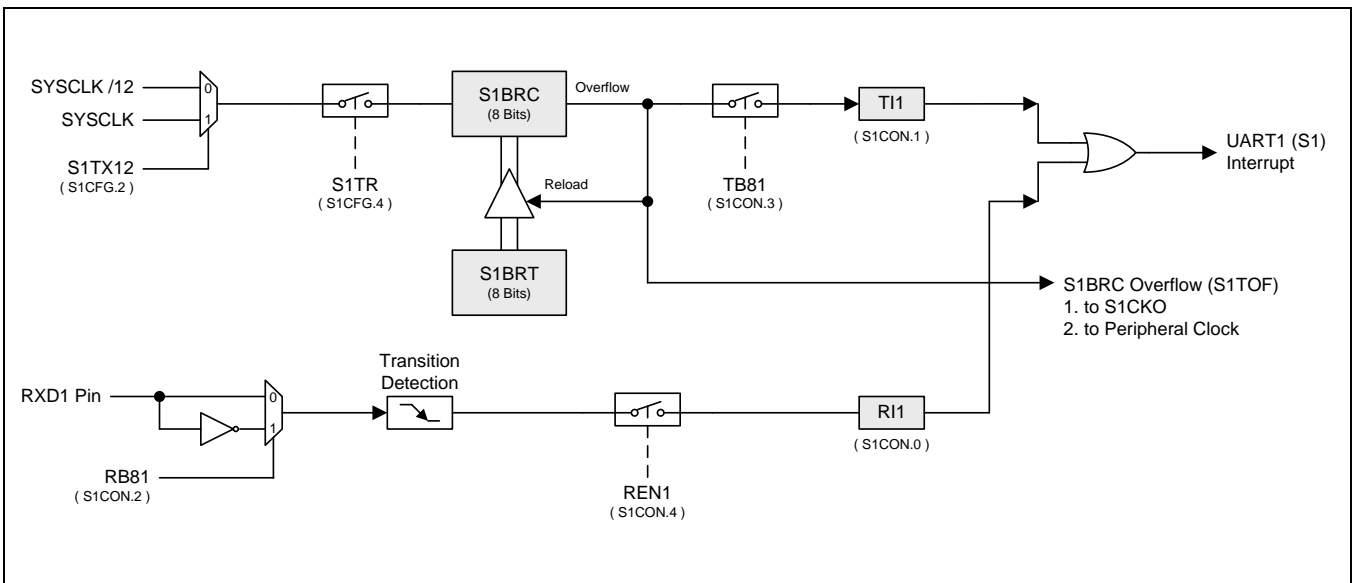 SYSCLK /12
SYSCLK
S1TX12
( S1CFG.2 )
0
1
S1TR
( S1CFG.4 )
S1BRC
(8 Bits)
Overflow
Reload
S1BRT
(8 Bits)
TB81
( S1CON.3 )
TI1
( S1CON.1 )
UART1 (S1)
Interrupt
S1BRC Overflow (S1TOF)
1. to S1CKO
2. to Peripheral Clock
RXD1 Pin
0
1
RB81
( S1CON.2 )
Transition
Detection
REN1
( S1CON.4 )
RI1
( S1CON.0 )